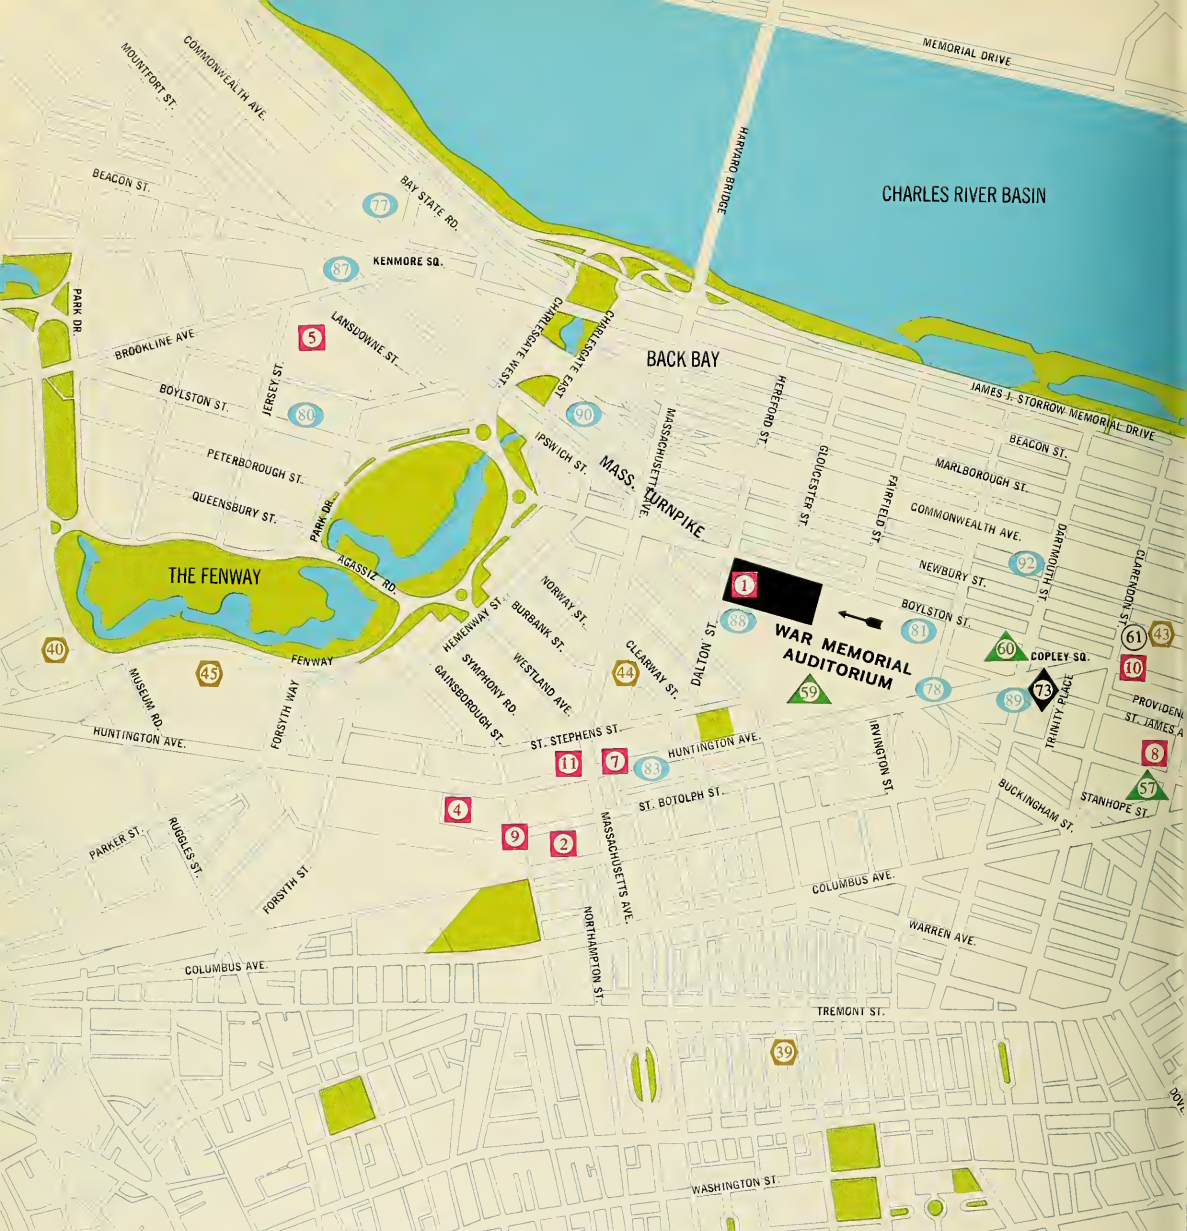 MEMORIAL DRIVE
COMMONWEALTH AVE.
MOUNTFORT ST.
HARVARD BRIDGE
CHARLES RIVER BASIN
BEACON ST.
BAY STATE RD.
77
KENMORE SQ.
87
PARK DR.
5
LANSDOWNE ST.
BROOKLINE AVE.
CHARLESGATE WEST
CHARLESGATE EAST
BACK BAY
JAMES J. STORROW MEMORIAL DRIVE
BOYLSTON ST.
JERSEY ST.
80
90
HEREFORD ST.
MASSACHUSETTS AVE.
IPSWICH ST.
MASS. TURNPIKE
GLOUCESTER ST.
FAIRFIELD ST.
BEACON ST.
MARLBOROUGH ST.
COMMONWEALTH AVE.
PETERBOROUGH ST.
QUEENSBURY ST.
PARK DR.
DARTMOUTH ST.
CLARENDON ST.
92
NEWBURY ST.
THE FENWAY
AGASSIZ RD.
1
88
NORWAY ST.
BURBANK ST.
HEMENWAY ST.
BOYLSTON ST.
81
WAR MEMORIAL
AUDITORIUM
DALTON ST.
CLEARWAY ST.
44
59
60
COPLEY SQ.
61
43
10
73
89
78
TRINITY PLACE
PROVIDENC
ST. JAMES A
8
57
STANHOPE ST.
BUCKINGHAM ST.
40
45
FENWAY
MUSEUM RD.
FORSYTH WAY
WESTLAND AVE.
SYMPHONY RD.
GAINSBOROUGH ST.
ST. STEPHENS ST.
HUNTINGTON AVE.
HUNTINGTON AVE.
IRVINGTON ST.
11
7
83
ST. BOTOLPH ST.
4
9
2
MASSACHUSETTS AVE.
PARKER ST.
RUGGLES ST.
FORSYTH ST.
COLUMBUS AVE.
WARREN AVE.
NORTHAMPTON ST.
COLUMBUS AVE.
TREMONT ST.
39
DOVE
WASHINGTON ST.